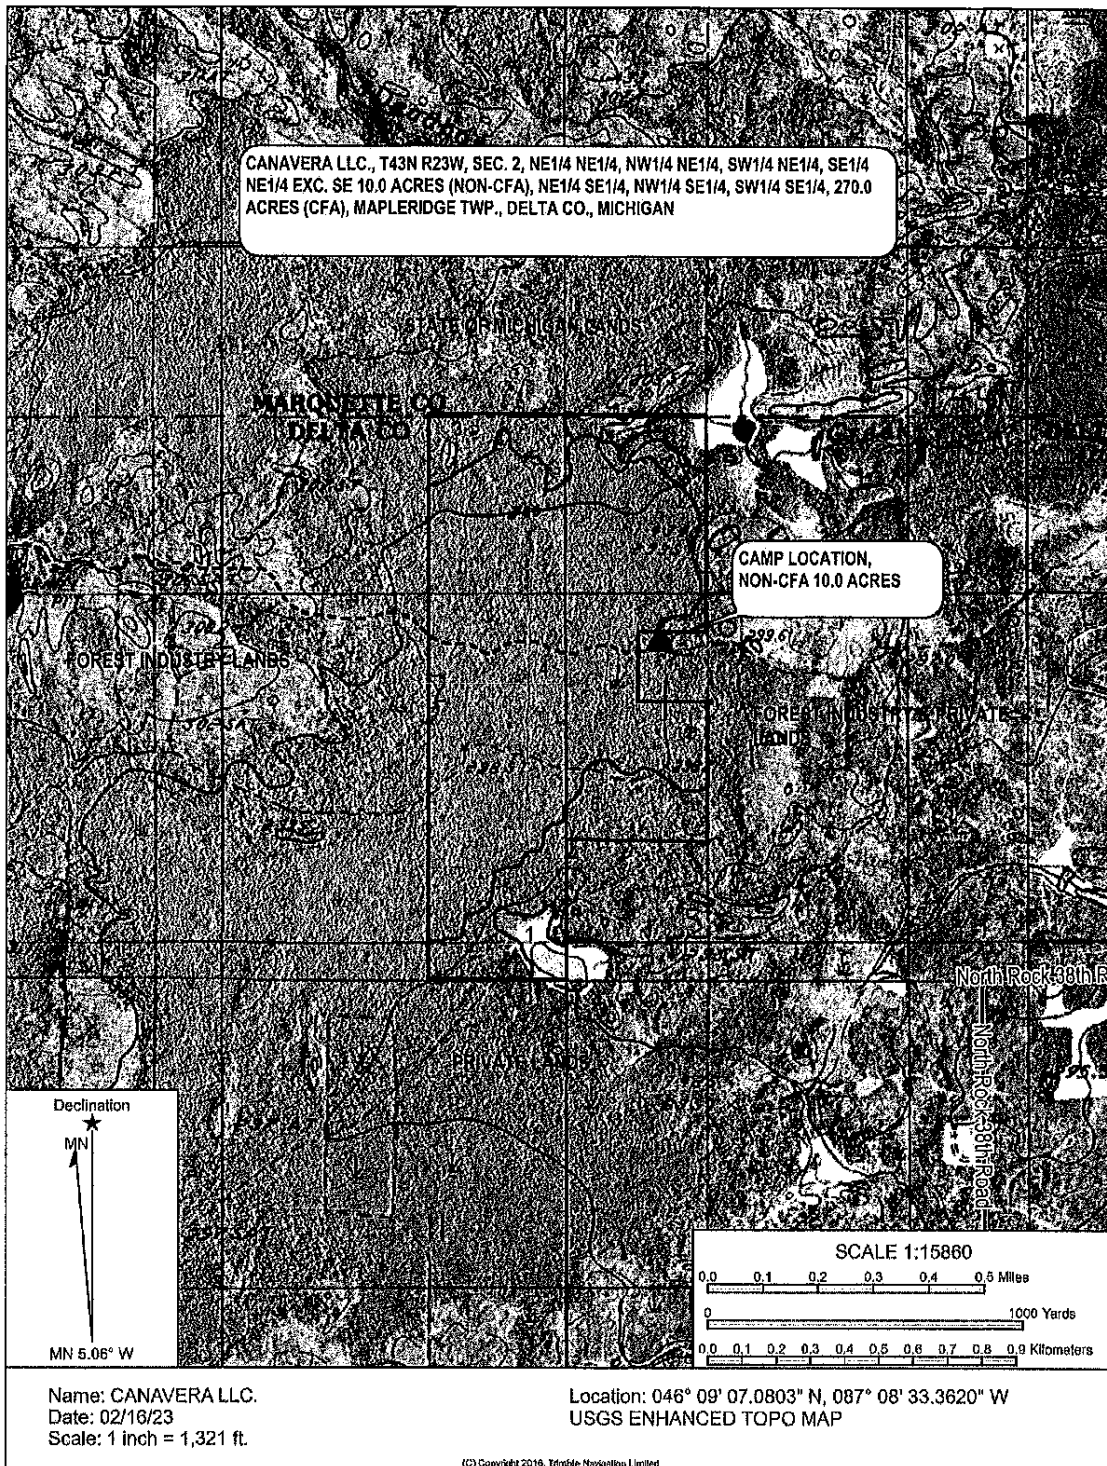 CANAVERA LLC., T43N R23W, SEC. 2, NE1/4 NE1/4, NW1/4 NE1/4, SW1/4 NE1/4, SE1/4
NE1/4 EXC. SE 10.0 ACRES (NON-CFA), NE1/4 SE1/4, NW1/4 SE1/4, SW1/4 SE1/4, 270.0
ACRES (CFA), MAPLERIDGE TWP., DELTA CO., MICHIGAN
STATE OF MICHIGAN LANDS
MARQUETTE CO
DELTA CO
CAMP LOCATION,
NON-CFA 10.0 ACRES
299.6
FOREST INDUSTRY LANDS
FOREST INDUSTRY & PRIVATE
LANDS
North Rock 38th R
PRIVATE LANDS
North Rock 38th Road
Declination
MN
MN 5.06° W
SCALE 1:15860
0.0 0.1 0.2 0.3 0.4 0.5 Miles
0 1000 Yards
0.0 0.1 0.2 0.3 0.4 0.5 0.6 0.7 0.8 0.9 Kilometers
Name: CANAVERA LLC.
Date: 02/16/23
Scale: 1 inch = 1,321 ft.
Location: 046° 09' 07.0803" N, 087° 08' 33.3620" W
USGS ENHANCED TOPO MAP
(C) Copyright 2016, Trimble Navigation Limited